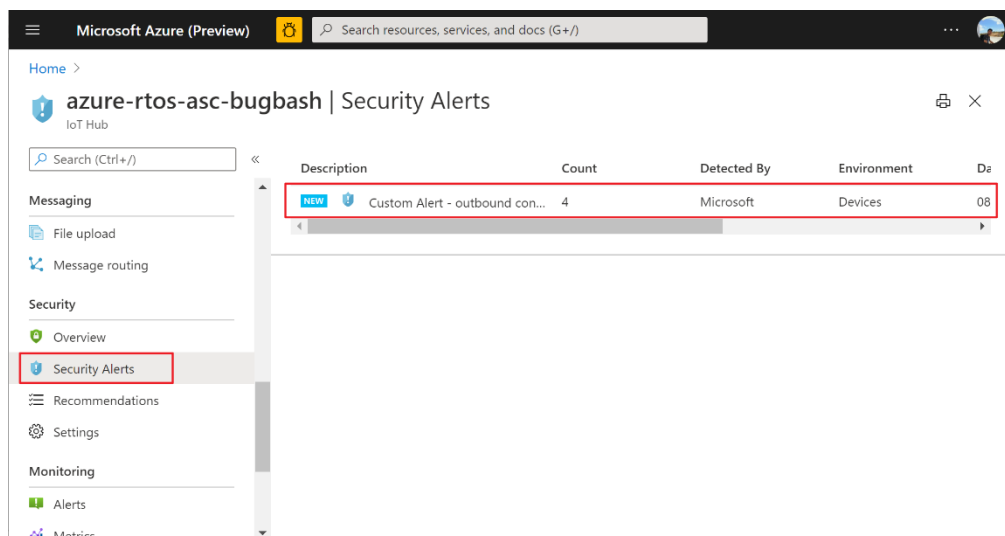 Microsoft Azure (Preview)
Search resources, services, and docs (G+/)
...
Home >
azure-rtos-asc-bugbash | Security Alerts
IoT Hub
Search (Ctrl+/)
«
Description Count Detected By Environment Da
NEW Custom Alert - outbound con... 4 Microsoft Devices 08
Messaging
File upload
Message routing
Security
Overview
Security Alerts
Recommendations
Settings
Monitoring
Alerts
Metrics